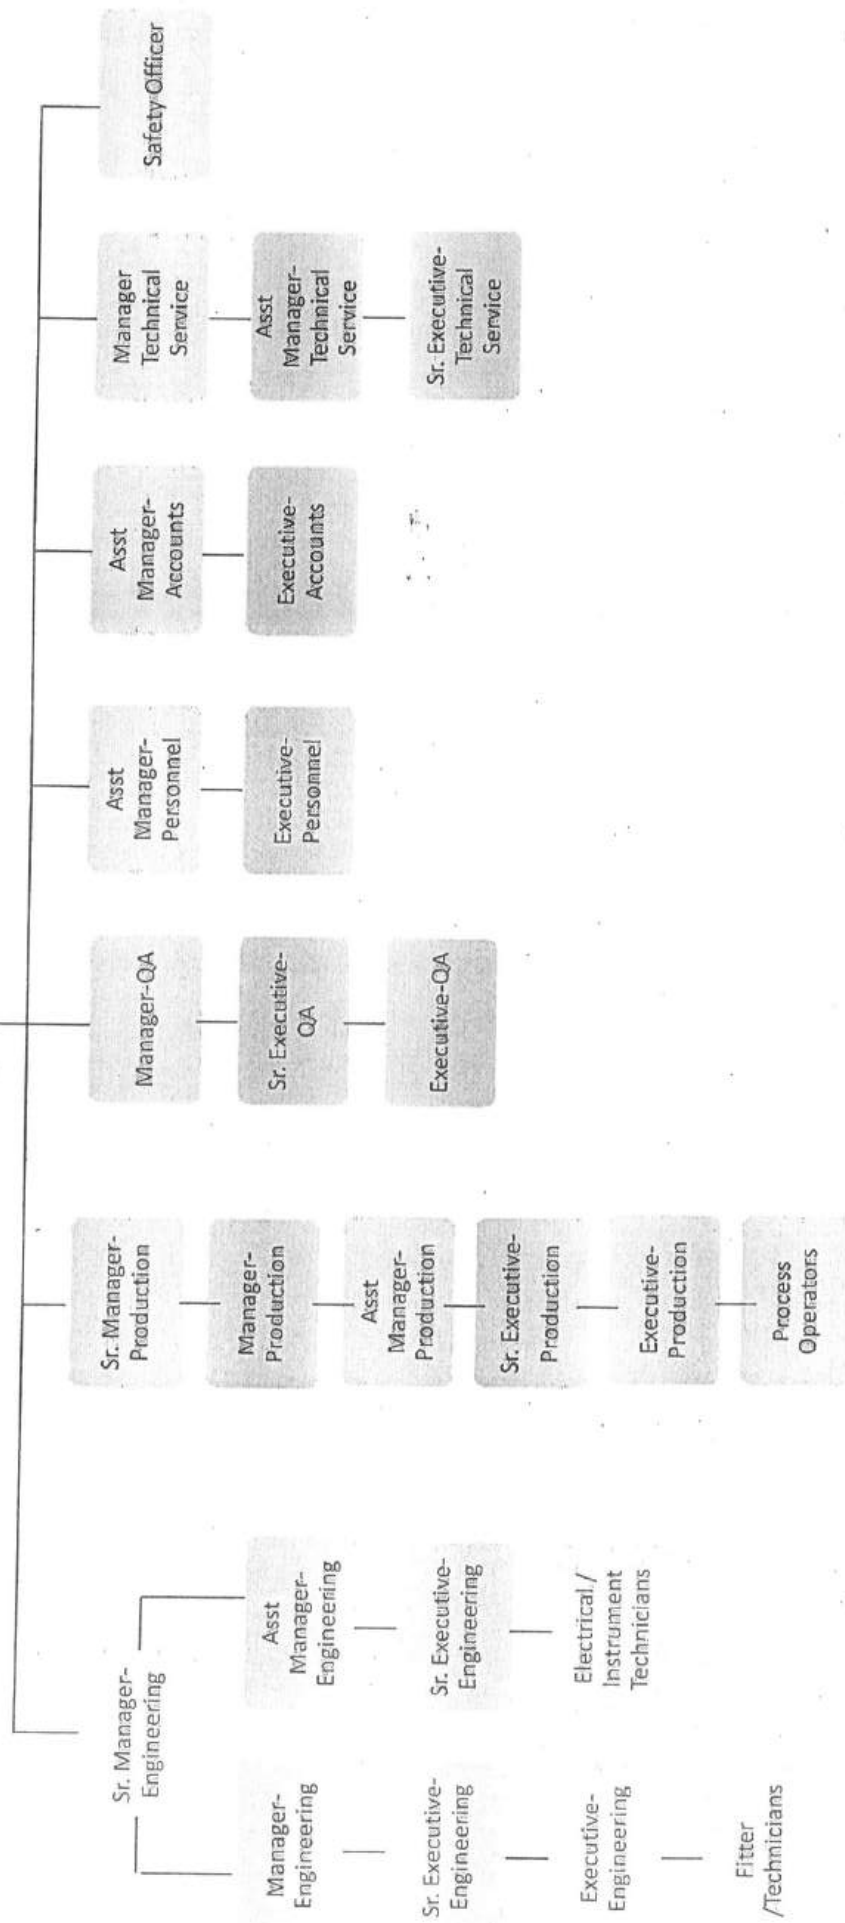 Sr. Manager-
Engineering
Manager-
Engineering
Sr. Executive-
Engineering
Executive-
Engineering
Fitter
/Technicians
Asst
Manager-
Engineering
Sr. Executive-
Engineering
Electrical /
Instrument
Technicians
Sr. Manager-
Production
Manager-
Production
Asst
Manager-
Production
Sr. Executive-
Production
Executive-
Production
Process
Operators
Manager-QA
Sr. Executive-
QA
Executive-QA
Asst
Manager-
Personnel
Executive-
Personnel
Asst
Manager-
Accounts
Executive-
Accounts
Manager
Technical
Service
Asst
Manager-
Technical
Service
Sr. Executive-
Technical
Service
Safety Officer